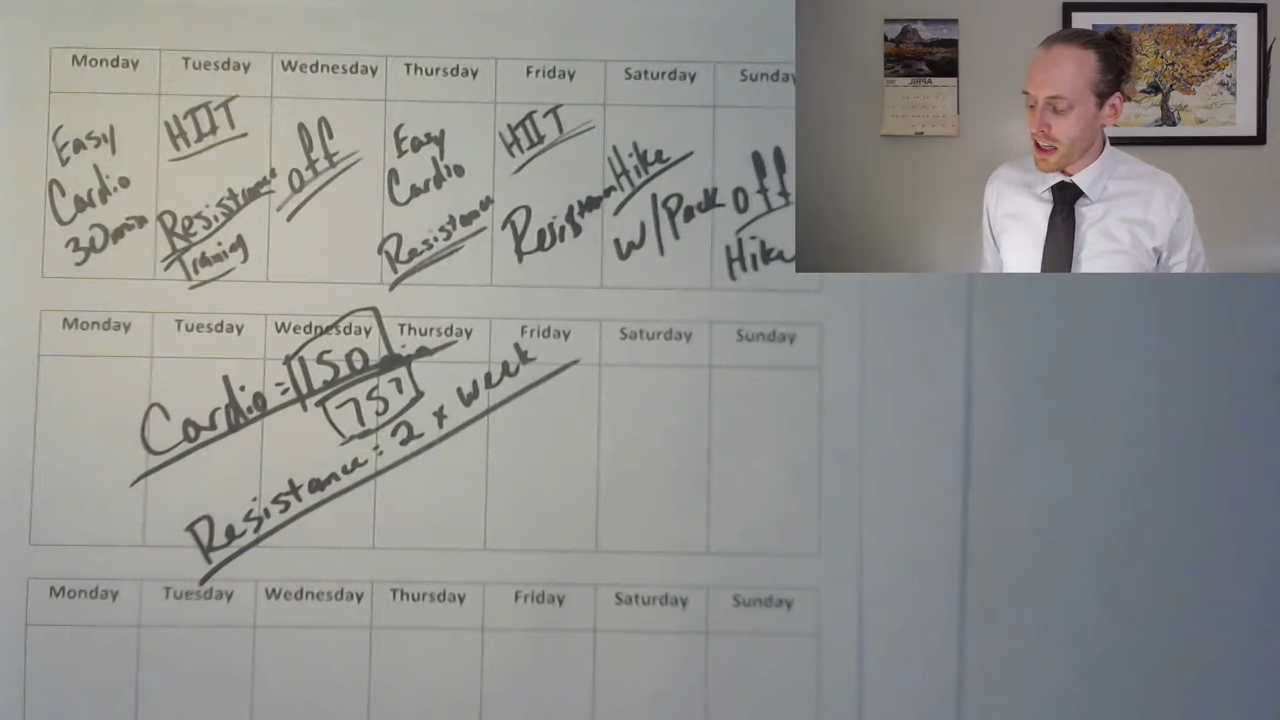 Monday Tuesday Wednesday Thursday Friday Saturday Sunday
Easy
Cardio
30min
HIIT
Resistance
Training
off
Easy
Cardio
Resistance
HIIT
Resistance
Hike
w/Pack
off
Hike
Monday Tuesday Wednesday Thursday Friday Saturday Sunday
Cardio = 150 min
75
Resistance = 2 x week
Monday Tuesday Wednesday Thursday Friday Saturday Sunday
APRIL